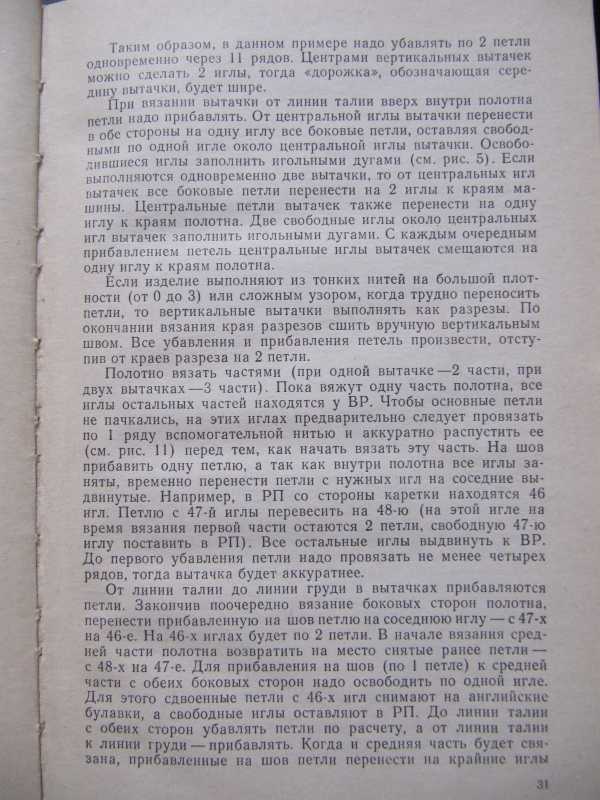 Таким образом, в данном примере надо убавлять по 2 петли
одновременно через 11 рядов. Центрами вертикальных вытачек
можно сделать 2 иглы, тогда «дорожка», обозначающая сере-
дину вытачки, будет шире.
При вязании вытачки от линии талии вверх внутри полотна
петли надо прибавлять. От центральной иглы вытачки перенести
в обе стороны на одну иглу все боковые петли, оставляя свобод-
ными по одной игле около центральной иглы вытачки. Освобо-
дившиеся иглы заполнить игольными дугами (см. рис. 5). Если
выполняются одновременно две вытачки, то от центральных игл
вытачек все боковые петли перенести на 2 иглы к краям ма-
шины. Центральные петли вытачек также перенести на одну
иглу к краям полотна. Две свободные иглы около центральных
игл вытачек заполнить игольными дугами. С каждым очередным
прибавлением петель центральные иглы вытачек смещаются на
одну иглу к краям полотна.
Если изделие выполняют из тонких нитей на большой плот-
ности (от 0 до 3) или сложным узором, когда трудно переносить
петли, то вертикальные вытачки выполнять как разрезы. По
окончании вязания края разрезов сшить вручную вертикальным
швом. Все убавления и прибавления петель произвести, отсту-
пив от краев разреза на 2 петли.
Полотно вязать частями (при одной вытачке —2 части, при
двух вытачках —3 части). Пока вяжут одну часть полотна, все
иглы остальных частей находятся у ВР. Чтобы основные петли
не пачкались, на этих иглах предварительно следует провязать
по 1 ряду вспомогательной нитью и аккуратно распустить ее
(см. рис. 11) перед тем, как начать вязать эту часть. На шов
прибавить одну петлю, а так как внутри полотна все иглы за-
няты, временно перенести петли с нужных игл на соседние вы-
двинутые. Например, в РП со стороны каретки находятся 46
игл. Петлю с 47-й иглы перевесить на 48-ю (на этой игле на
время вязания первой части остаются 2 петли, свободную 47-ю
иглу поставить в РП). Все остальные иглы выдвинуть к ВР.
До первого убавления петли надо провязать не менее четырех
рядов, тогда вытачка будет аккуратнее.
От линии талии до линии груди в вытачках прибавляются
петли. Закончив поочередно вязание боковых сторон полотна,
перенести прибавленную на шов петлю на соседнюю иглу — с 47-х
на 46-е. На 46-х иглах будет по 2 петли. В начале вязания сред-
ней части полотна возвратить на место снятые ранее петли —
с 48-х на 47-е. Для прибавления на шов (по 1 петле) к средней
части с обеих боковых сторон надо освободить по одной игле.
Для этого сдвоенные петли с 46-х игл снимают на английские
булавки, а свободные иглы оставляют в РП. До линии талии
с обеих сторон убавлять петли по расчету, а от линии талии
к линии груди — прибавлять. Когда и средняя часть будет свя-
зана, прибавленные на шов петли перенести на крайние иглы
31